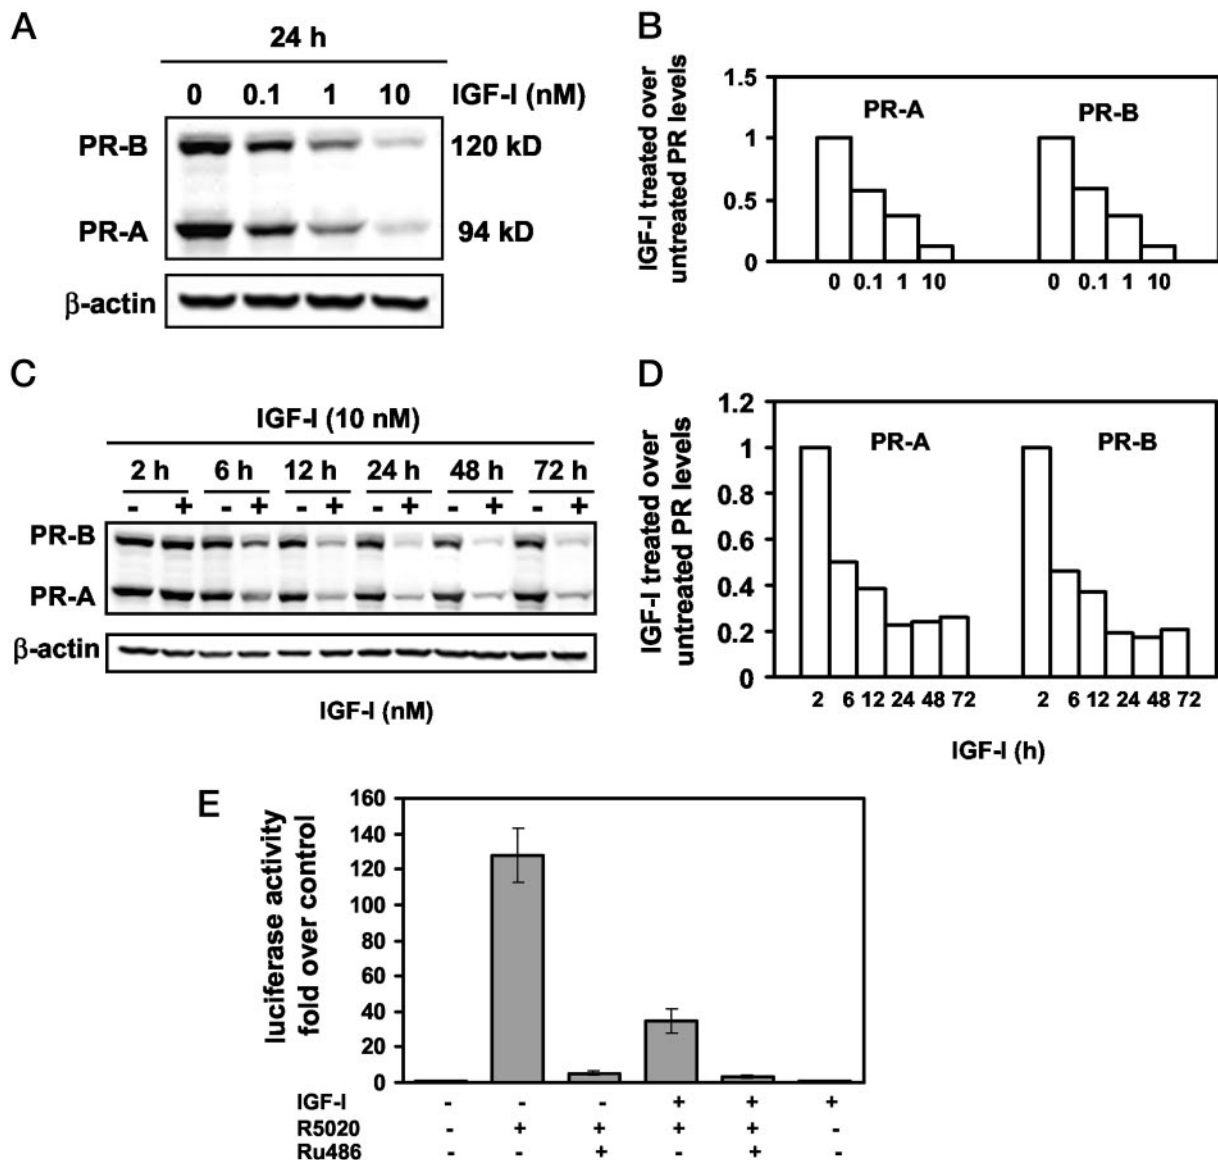 A
24 h
0 0.1 1 10 IGF-I (nM)
PR-B 120 kD
PR-A 94 kD
β-actin
B
IGF-I treated over
untreated PR levels
1.5
1
0.5
0
PR-A PR-B
0 0.1 1 10 0 0.1 1 10
C
IGF-I (10 nM)
2 h 6 h 12 h 24 h 48 h 72 h
- + - + - + - + - + - +
PR-B
PR-A
β-actin
IGF-I (nM)
D
IGF-I treated over
untreated PR levels
1.2
1
0.8
0.6
0.4
0.2
0
PR-A PR-B
2 6 12 24 48 72 2 6 12 24 48 72
IGF-I (h)
E
luciferase activity
fold over control
160
140
120
100
80
60
40
20
0
IGF-I - - - + + +
R5020 - + + + + -
Ru486 - - + - + -